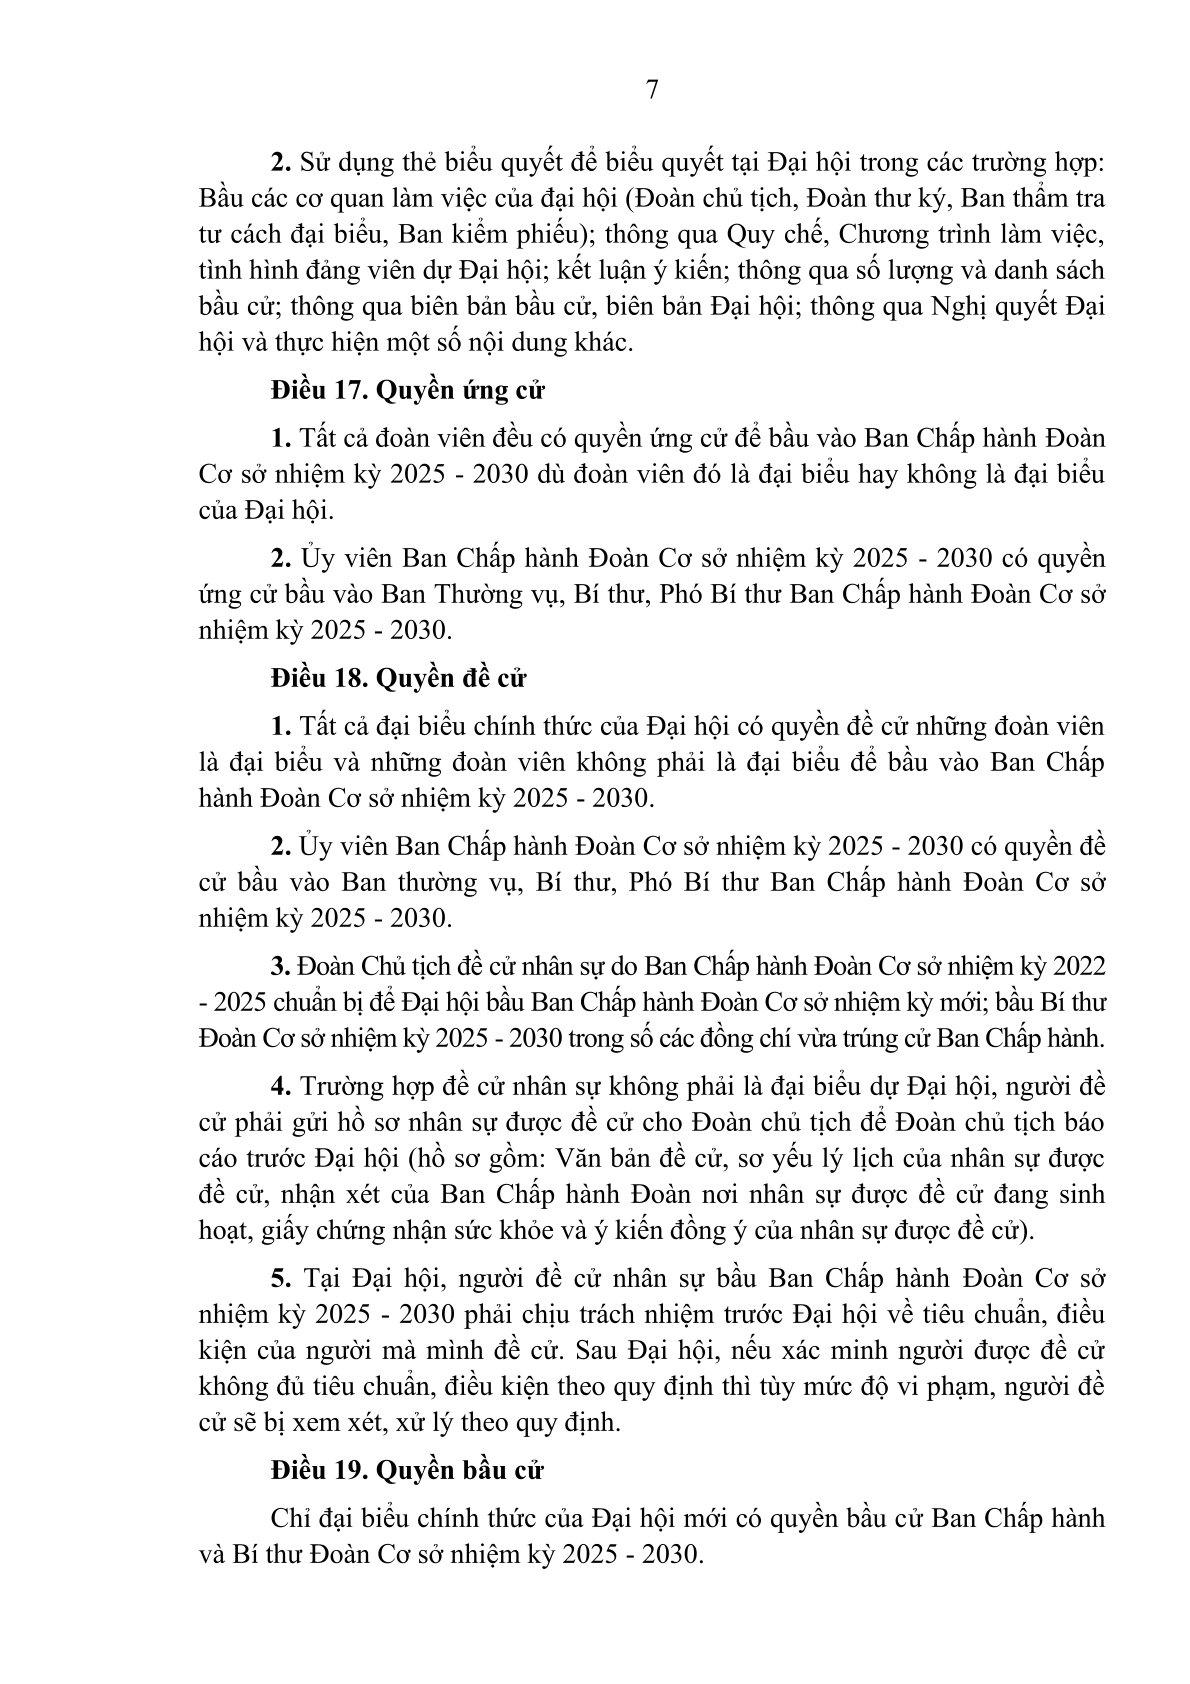 7
2. Sử dụng thẻ biểu quyết để biểu quyết tại Đại hội trong các trường hợp:
Bầu các cơ quan làm việc của đại hội (Đoàn chủ tịch, Đoàn thư ký, Ban thẩm tra
tư cách đại biểu, Ban kiểm phiếu); thông qua Quy chế, Chương trình làm việc,
tình hình đảng viên dự Đại hội; kết luận ý kiến; thông qua số lượng và danh sách
bầu cử; thông qua biên bản bầu cử, biên bản Đại hội; thông qua Nghị quyết Đại
hội và thực hiện một số nội dung khác.
Điều 17. Quyền ứng cử
1. Tất cả đoàn viên đều có quyền ứng cử để bầu vào Ban Chấp hành Đoàn
Cơ sở nhiệm kỳ 2025 - 2030 dù đoàn viên đó là đại biểu hay không là đại biểu
của Đại hội.
2. Ủy viên Ban Chấp hành Đoàn Cơ sở nhiệm kỳ 2025 - 2030 có quyền
ứng cử bầu vào Ban Thường vụ, Bí thư, Phó Bí thư Ban Chấp hành Đoàn Cơ sở
nhiệm kỳ 2025 - 2030.
Điều 18. Quyền đề cử
1. Tất cả đại biểu chính thức của Đại hội có quyền đề cử những đoàn viên
là đại biểu và những đoàn viên không phải là đại biểu để bầu vào Ban Chấp
hành Đoàn Cơ sở nhiệm kỳ 2025 - 2030.
2. Ủy viên Ban Chấp hành Đoàn Cơ sở nhiệm kỳ 2025 - 2030 có quyền đề
cử bầu vào Ban thường vụ, Bí thư, Phó Bí thư Ban Chấp hành Đoàn Cơ sở
nhiệm kỳ 2025 - 2030.
3. Đoàn Chủ tịch đề cử nhân sự do Ban Chấp hành Đoàn Cơ sở nhiệm kỳ 2022
- 2025 chuẩn bị để Đại hội bầu Ban Chấp hành Đoàn Cơ sở nhiệm kỳ mới; bầu Bí thư
Đoàn Cơ sở nhiệm kỳ 2025 - 2030 trong số các đồng chí vừa trúng cử Ban Chấp hành.
4. Trường hợp đề cử nhân sự không phải là đại biểu dự Đại hội, người đề
cử phải gửi hồ sơ nhân sự được đề cử cho Đoàn chủ tịch để Đoàn chủ tịch báo
cáo trước Đại hội (hồ sơ gồm: Văn bản đề cử, sơ yếu lý lịch của nhân sự được
đề cử, nhận xét của Ban Chấp hành Đoàn nơi nhân sự được đề cử đang sinh
hoạt, giấy chứng nhận sức khỏe và ý kiến đồng ý của nhân sự được đề cử).
5. Tại Đại hội, người đề cử nhân sự bầu Ban Chấp hành Đoàn Cơ sở
nhiệm kỳ 2025 - 2030 phải chịu trách nhiệm trước Đại hội về tiêu chuẩn, điều
kiện của người mà mình đề cử. Sau Đại hội, nếu xác minh người được đề cử
không đủ tiêu chuẩn, điều kiện theo quy định thì tùy mức độ vi phạm, người đề
cử sẽ bị xem xét, xử lý theo quy định.
Điều 19. Quyền bầu cử
Chỉ đại biểu chính thức của Đại hội mới có quyền bầu cử Ban Chấp hành
và Bí thư Đoàn Cơ sở nhiệm kỳ 2025 - 2030.